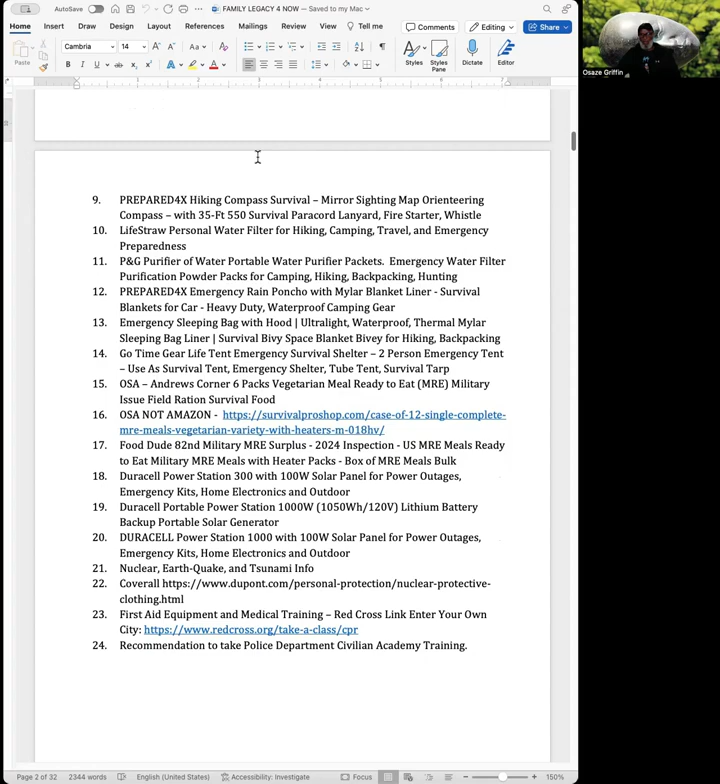 AutoSave
FAMILY LEGACY 4 NOW — Saved to my Mac
Home Insert Draw Design Layout References Mailings Review View Tell me
Comments Editing Share
Paste
Cambria 14
Styles
Styles Pane
Dictate
Editor
Osaze Griffin
9. PREPARED4X Hiking Compass Survival – Mirror Sighting Map Orienteering
Compass – with 35-Ft 550 Survival Paracord Lanyard, Fire Starter, Whistle
10. LifeStraw Personal Water Filter for Hiking, Camping, Travel, and Emergency
Preparedness
11. P&G Purifier of Water Portable Water Purifier Packets. Emergency Water Filter
Purification Powder Packs for Camping, Hiking, Backpacking, Hunting
12. PREPARED4X Emergency Rain Poncho with Mylar Blanket Liner - Survival
Blankets for Car - Heavy Duty, Waterproof Camping Gear
13. Emergency Sleeping Bag with Hood | Ultralight, Waterproof, Thermal Mylar
Sleeping Bag Liner | Survival Bivy Space Blanket Bivey for Hiking, Backpacking
14. Go Time Gear Life Tent Emergency Survival Shelter – 2 Person Emergency Tent
– Use As Survival Tent, Emergency Shelter, Tube Tent, Survival Tarp
15. OSA – Andrews Corner 6 Packs Vegetarian Meal Ready to Eat (MRE) Military
Issue Field Ration Survival Food
16. OSA NOT AMAZON - https://survivalproshop.com/case-of-12-single-complete-
mre-meals-vegetarian-variety-with-heaters-m-018hv/
17. Food Dude 82nd Military MRE Surplus - 2024 Inspection - US MRE Meals Ready
to Eat Military MRE Meals with Heater Packs - Box of MRE Meals Bulk
18. Duracell Power Station 300 with 100W Solar Panel for Power Outages,
Emergency Kits, Home Electronics and Outdoor
19. Duracell Portable Power Station 1000W (1050Wh/120V) Lithium Battery
Backup Portable Solar Generator
20. DURACELL Power Station 1000 with 100W Solar Panel for Power Outages,
Emergency Kits, Home Electronics and Outdoor
21. Nuclear, Earth-Quake, and Tsunami Info
22. Coverall https://www.dupont.com/personal-protection/nuclear-protective-
clothing.html
23. First Aid Equipment and Medical Training – Red Cross Link Enter Your Own
City: https://www.redcross.org/take-a-class/cpr
24. Recommendation to take Police Department Civilian Academy Training.
Page 2 of 32 2344 words English (United States) Accessibility: Investigate Focus 150%